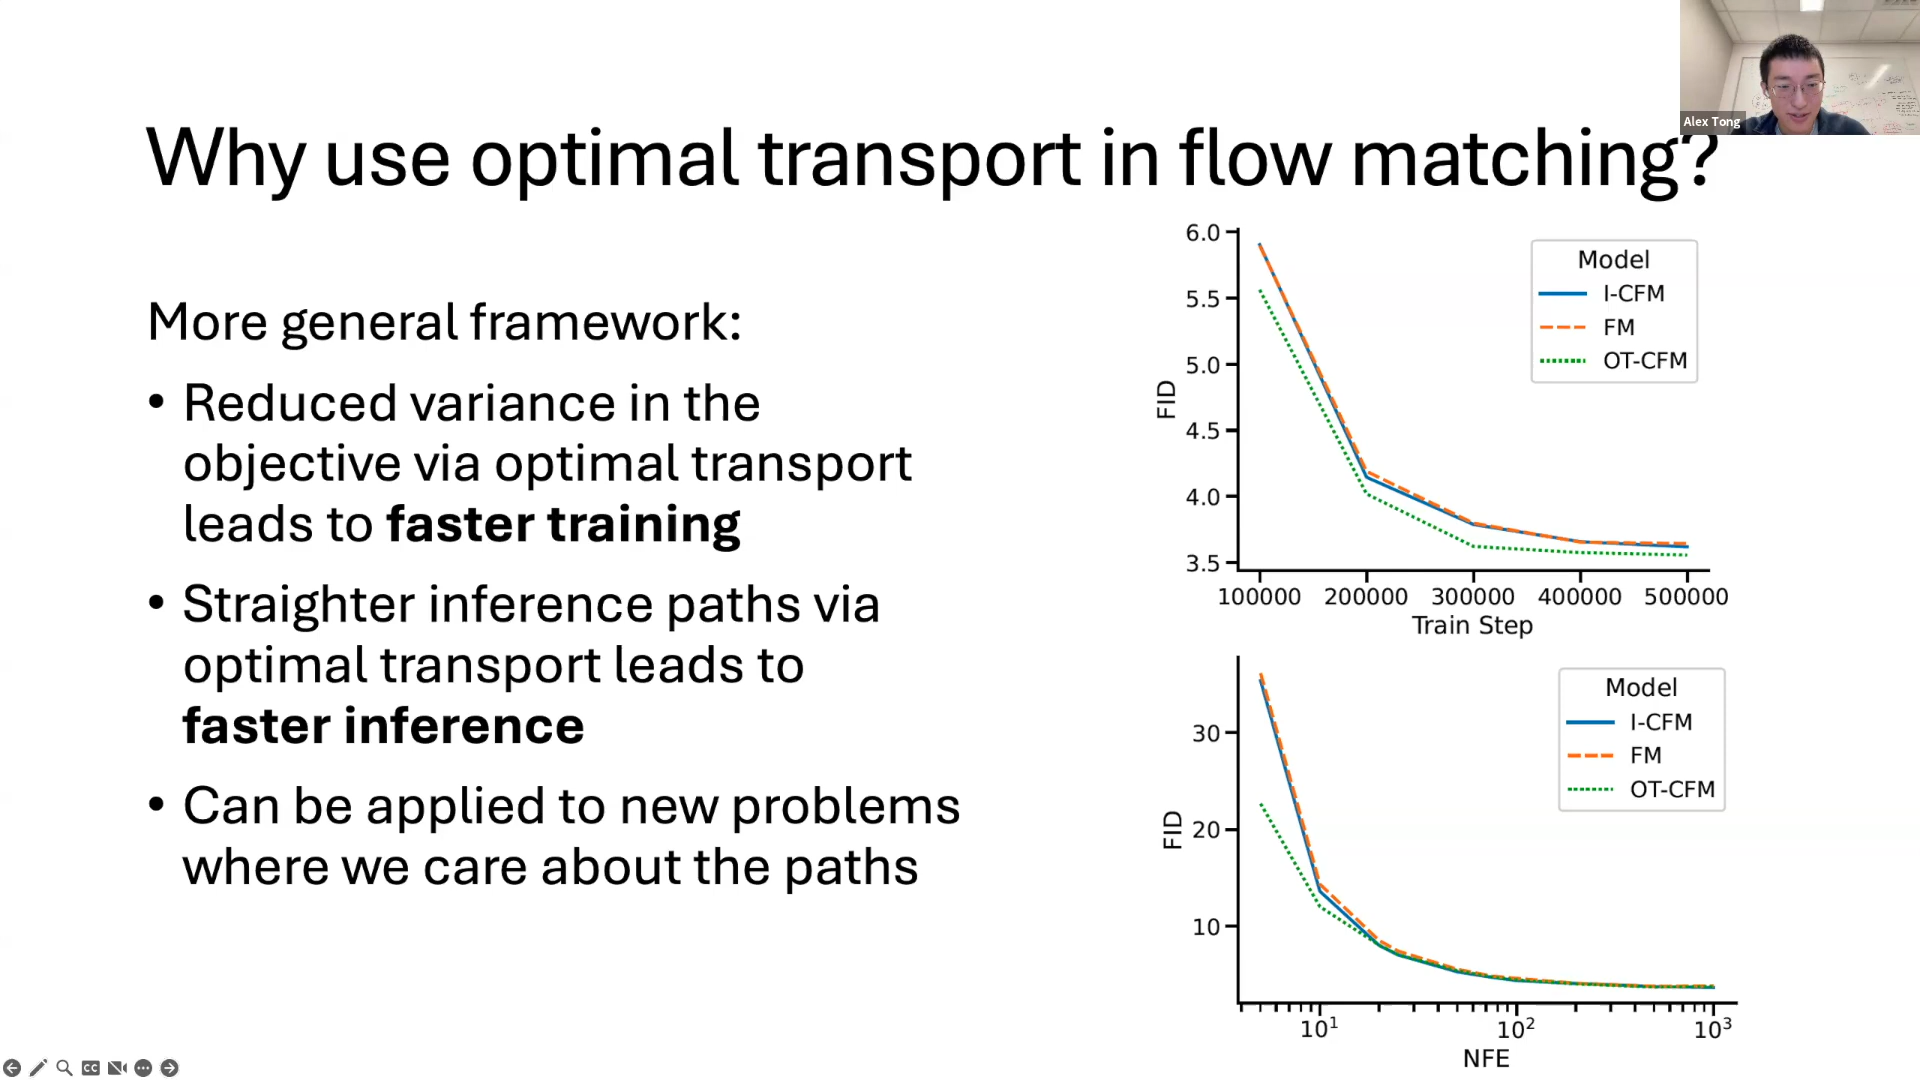 Alex Tong
Why use optimal transport in flow matching?
More general framework:
• Reduced variance in the
objective via optimal transport
leads to faster training
• Straighter inference paths via
optimal transport leads to
faster inference
• Can be applied to new problems
where we care about the paths
6.0
5.5
5.0
4.5
4.0
3.5
FID
Model
I-CFM
FM
OT-CFM
100000 200000 300000 400000 500000
Train Step
30
20
10
FID
Model
I-CFM
FM
OT-CFM
10¹ 10² 10³
NFE
CC